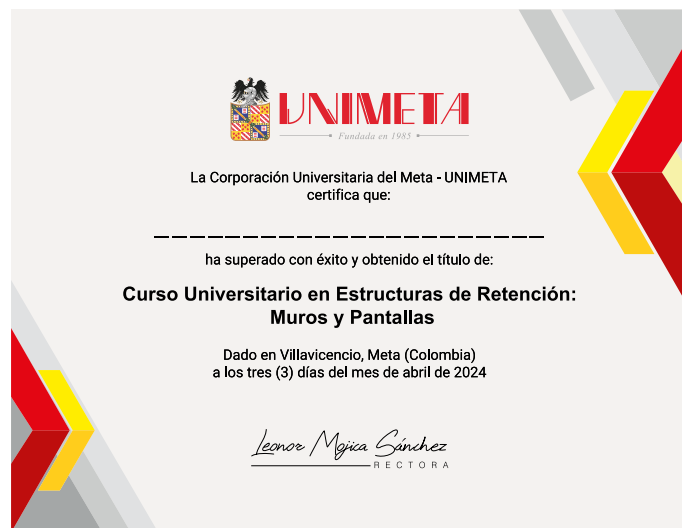 UNIMETA
Fundada en 1985
La Corporación Universitaria del Meta - UNIMETA
certifica que:
ha superado con éxito y obtenido el título de:
Curso Universitario en Estructuras de Retención:
Muros y Pantallas
Dado en Villavicencio, Meta (Colombia)
a los tres (3) días del mes de abril de 2024
Leonor Mojica Sánchez
RECTORA